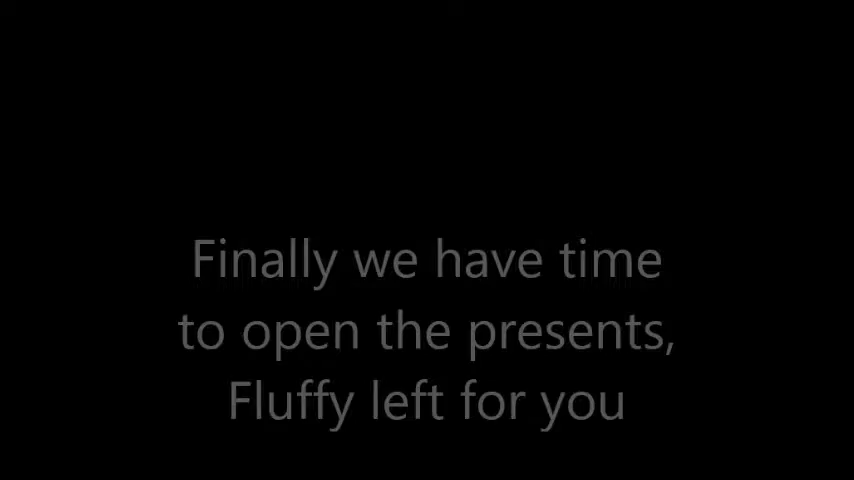 Finally we have time
to open the presents,
Fluffy left for you